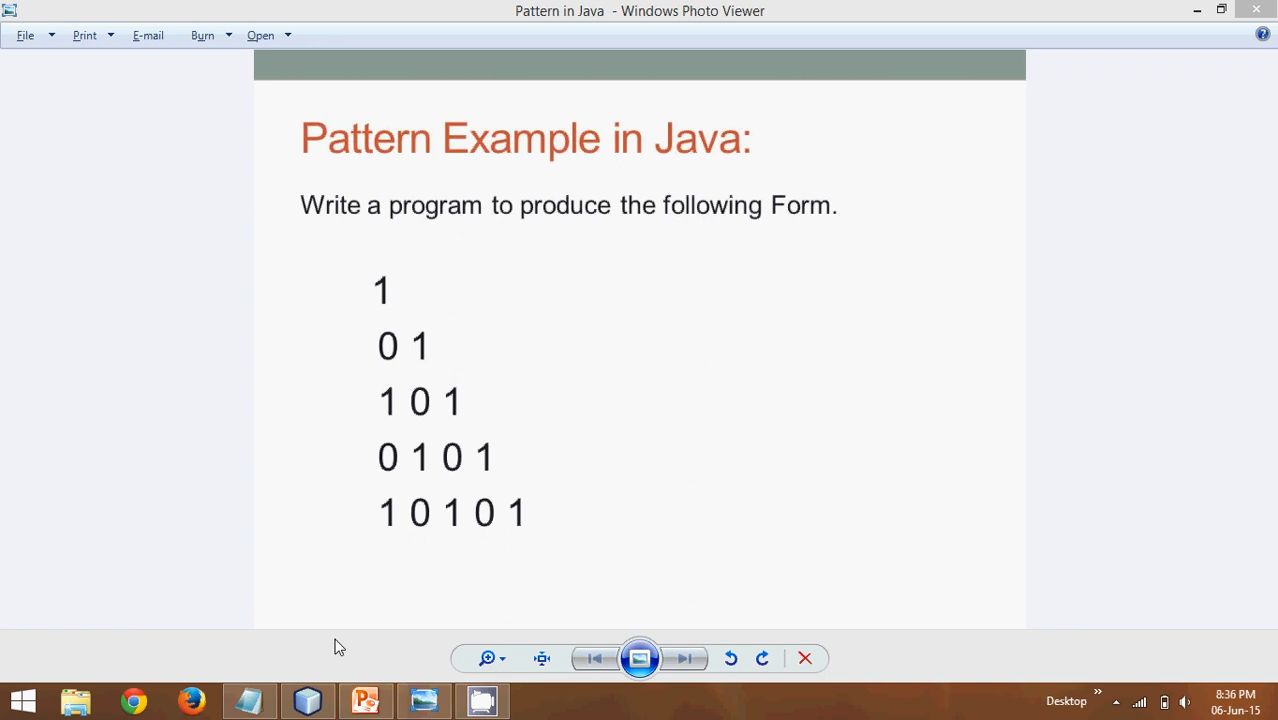 Pattern in Java - Windows Photo Viewer
File Print E-mail Burn Open
Pattern Example in Java:
Write a program to produce the following Form.
1
0 1
1 0 1
0 1 0 1
1 0 1 0 1
Desktop
8:36 PM
06-Jun-15